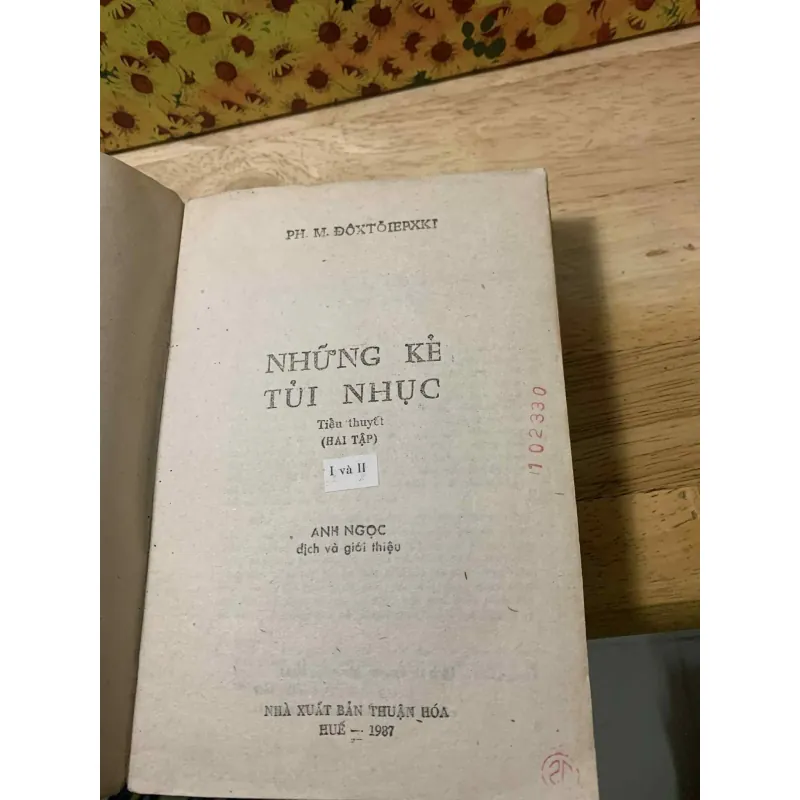 PH. M. ĐÔXTÔIEPXKI
NHỮNG KẺ
TỦI NHỤC
Tiểu thuyết
(HAI TẬP)
I và II
ANH NGỌC
dịch và giới thiệu
NHÀ XUẤT BẢN THUẬN HÓA
HUẾ — 1987
102330